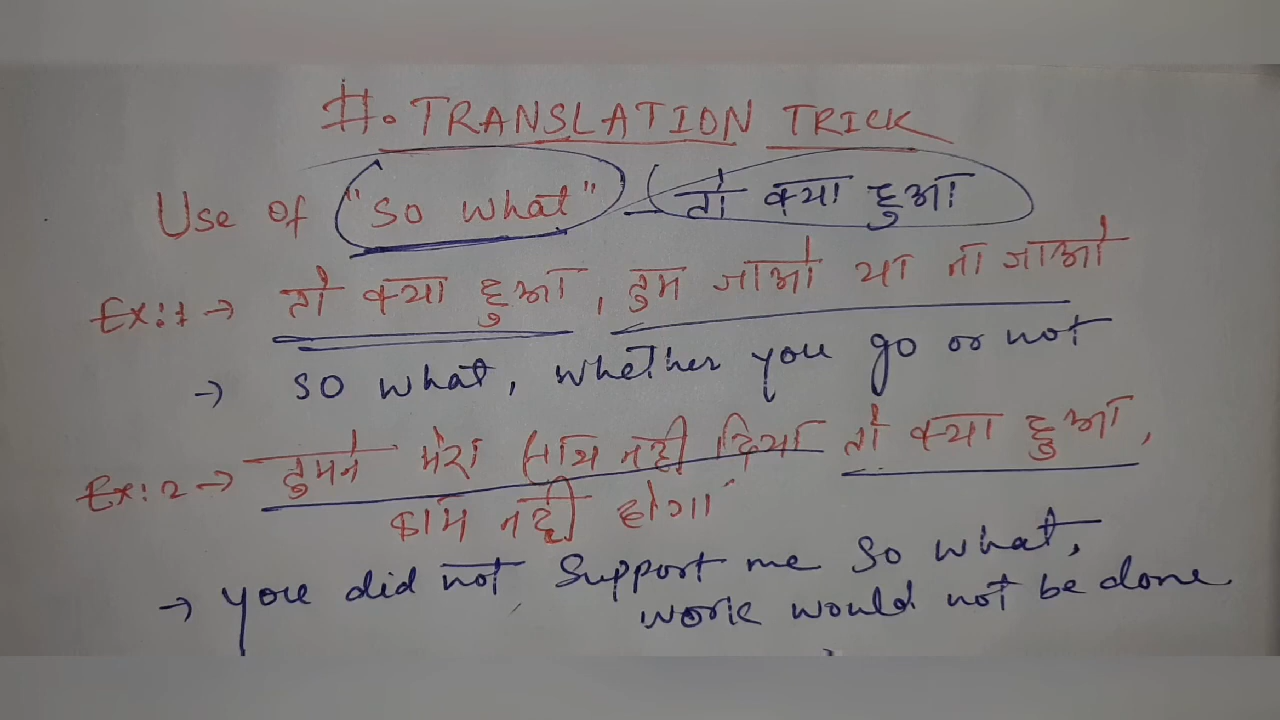 #. TRANSLATION TRICK
Use of "so what" - तो क्या हुआ
Ex:1 → तो क्या हुआ, तुम जाओ या ना जाओ
→ so what, whether you go or not
Ex:2 → तुमने मेरा साथ नही दिया तो क्या हुआ,
काम नही होगा
→ you did not support me so what,
work would not be done